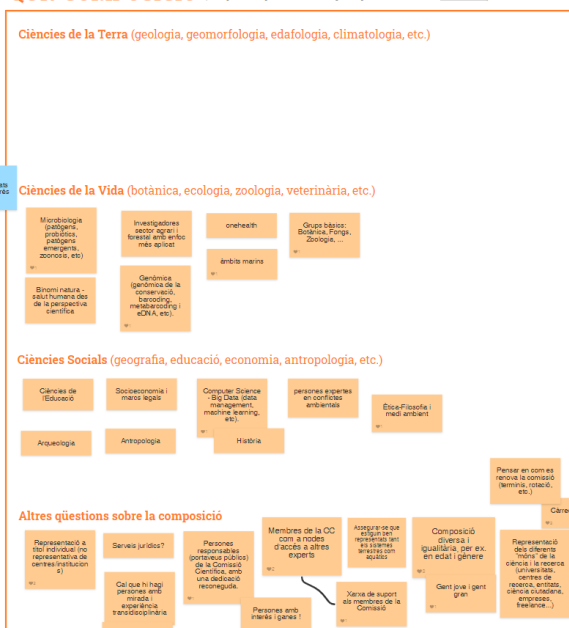 Ciències de la Terra (geologia, geomorfologia, edafologia, climatologia, etc.)
Ciències de la Vida (botànica, ecologia, zoologia, veterinària, etc.)
Microbiologia
(patògens,
probiòtics,
patògens
emergents,
zoonosis, etc)
Investigadores
sector agrari i
forestal amb enfoc
més aplicat
onehealth
Grups bàsics:
Botànica, Fongs,
Zoologia, ...
àmbits marins
Binomi natura -
salut humana des
de la perspectiva
científica
Genòmica
(genòmica de la
conservació,
barcoding,
metabarcoding i
eDNA, etc).
Ciències Socials (geografia, educació, economia, antropologia, etc.)
Ciències de
l'Educació
Socioeconomia i
marcs legals
Computer Science
- Big Data (data
management,
machine learning,
etc).
persones expertes
en conflictes
ambientals
Ètica-Filosofia i
medi ambient
Arqueologia
Antropologia
Història
Pensar en com es
renova la comissió
(terminis, rotació,
etc.)
Altres qüestions sobre la composició
Representació a
títol individual (no
representativa de
centres/institucion
s)
Serveis jurídics?
Cal que hi hagi
persones amb
mirada i
experiència
transdisciplinària
Persones
responsables
(portaveus públics)
de la Comissió
Científica, amb
una dedicació
reconeguda.
Persones amb
interès i ganes !
Membres de la CC
com a nodes
d'accés a altres
experts
Assegurar-se que
estiguin ben
representats tant
els sistemes
terrestres com
aquàtics
Xarxa de suport
als membres de la
Comissió
Composició
diversa i
igualitària, per ex.
en edat i gènere
Gent jove i gent
gran
Representació
dels diferents
"móns" de la
ciència i la recerca
(universitats,
centres de
recerca, entitats,
ciència ciutadana,
empreses,
freelance...)